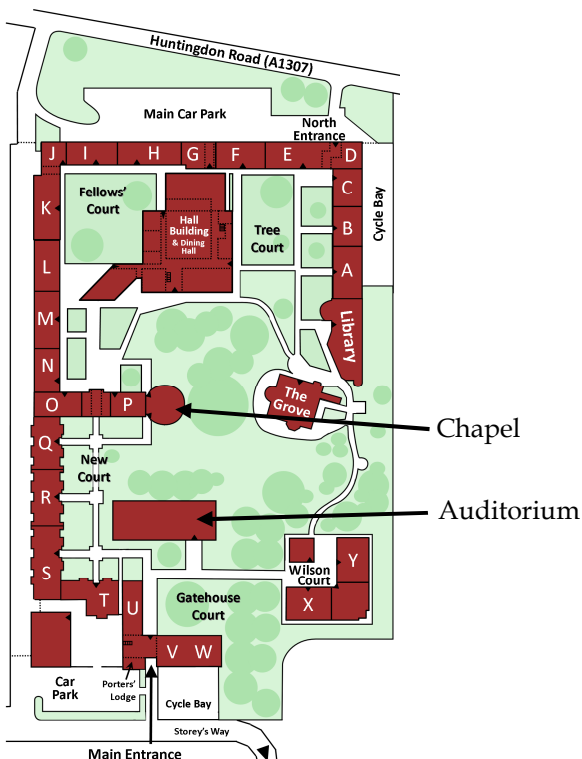 Huntingdon Road (A1307)
Main Car Park
North
Entrance
J I H G F E D
Fellows'
Court
C
K
Hall
Building
& Dining
Hall
Tree
Court
B
Cycle Bay
L
A
M
Library
N
The
Grove
O P
Chapel
Q
New
Court
R
Auditorium
S
Y
Wilson
Court
T U
Gatehouse
Court
X
V W
Car
Park
Porters'
Lodge
Cycle Bay
Storey's Way
Main Entrance